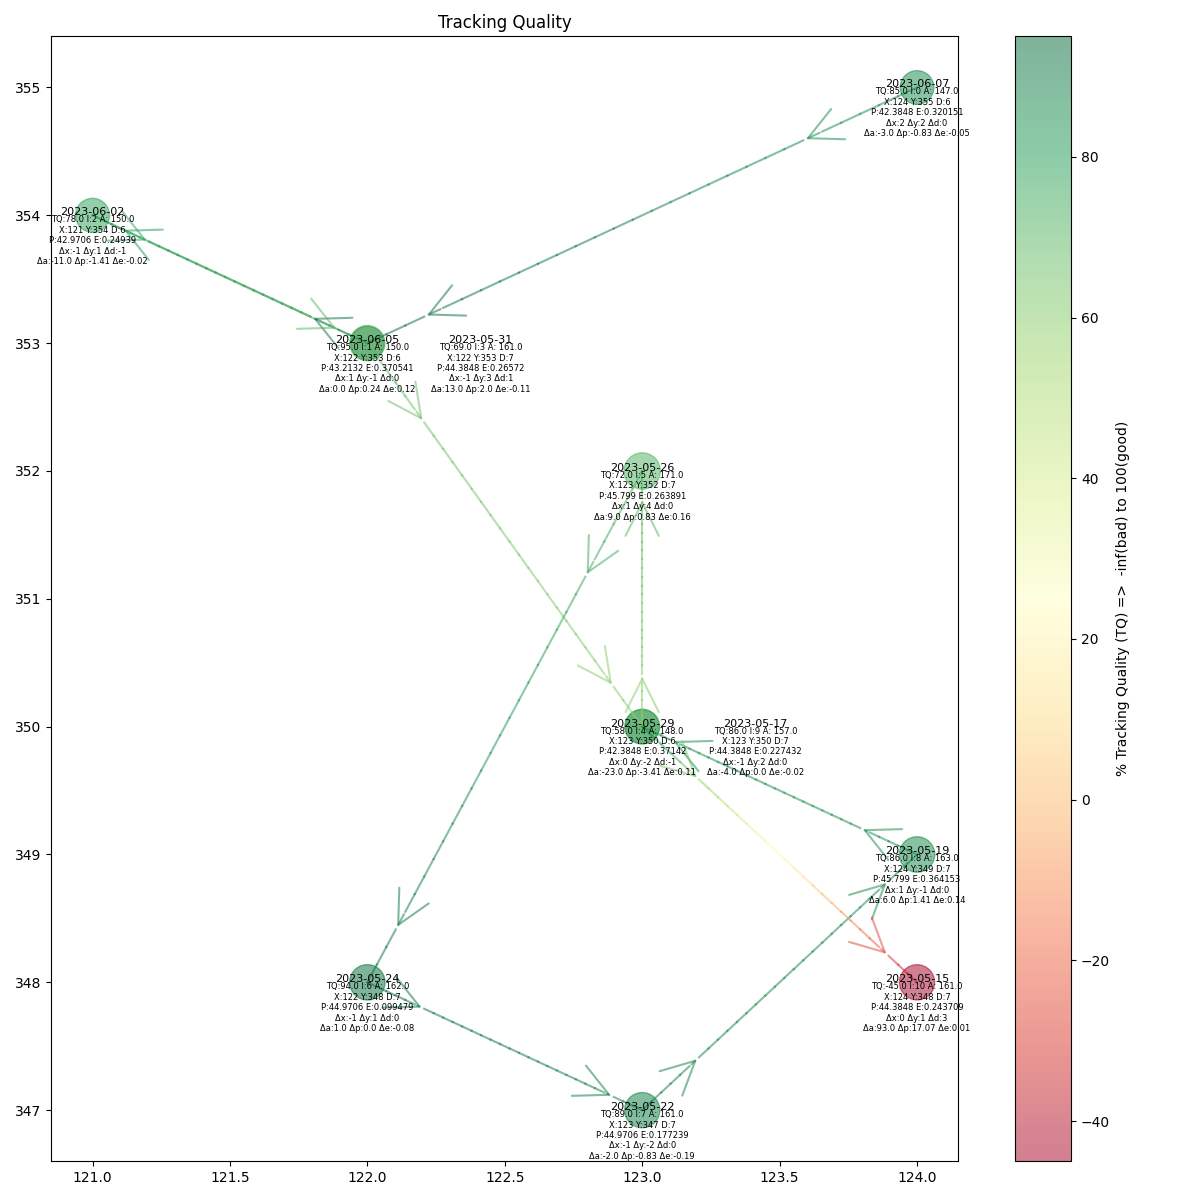 Tracking Quality
355
354
353
352
351
350
349
348
347
121.0
121.5
122.0
122.5
123.0
123.5
124.0
2023-06-07
TQ:85.0 I:0 A: 147.0
X:124 Y:355 D:6
P:42.3848 E:0.320151
Δx:2 Δy:2 Δd:0
Δa:-3.0 Δp:-0.83 Δe:-0.05
2023-06-02
TQ:78.0 I:2 A: 150.0
X:121 Y:354 D:6
P:42.9706 E:0.24939
Δx:-1 Δy:1 Δd:-1
Δa:-11.0 Δp:-1.41 Δe:-0.02
2023-06-05
TQ:95.0 I:1 A: 150.0
X:122 Y:353 D:6
P:43.2132 E:0.370541
Δx:1 Δy:-1 Δd:0
Δa:0.0 Δp:0.24 Δe:0.12
2023-05-31
TQ:69.0 I:3 A: 161.0
X:122 Y:353 D:7
P:44.3848 E:0.26572
Δx:-1 Δy:3 Δd:1
Δa:13.0 Δp:2.0 Δe:-0.11
2023-05-26
TQ:72.0 I:5 A: 171.0
X:123 Y:352 D:7
P:45.799 E:0.263891
Δx:1 Δy:4 Δd:0
Δa:9.0 Δp:0.83 Δe:0.16
2023-05-29
TQ:58.0 I:4 A: 148.0
X:123 Y:350 D:6
P:42.3848 E:0.37142
Δx:0 Δy:-2 Δd:-1
Δa:-23.0 Δp:-3.41 Δe:0.11
2023-05-17
TQ:86.0 I:9 A: 157.0
X:123 Y:350 D:7
P:44.3848 E:0.227432
Δx:-1 Δy:2 Δd:0
Δa:-4.0 Δp:0.0 Δe:-0.02
2023-05-19
TQ:86.0 I:8 A: 163.0
X:124 Y:349 D:7
P:45.799 E:0.364153
Δx:1 Δy:-1 Δd:0
Δa:6.0 Δp:1.41 Δe:0.14
2023-05-24
TQ:94.0 I:6 A: 162.0
X:122 Y:348 D:7
P:44.9706 E:0.099479
Δx:-1 Δy:1 Δd:0
Δa:1.0 Δp:0.0 Δe:-0.08
2023-05-15
TQ:-45.0 I:10 A: 161.0
X:124 Y:348 D:7
P:44.3848 E:0.243709
Δx:0 Δy:1 Δd:3
Δa:93.0 Δp:17.07 Δe:0.01
2023-05-22
TQ:89.0 I:7 A: 161.0
X:123 Y:347 D:7
P:44.9706 E:0.177239
Δx:-1 Δy:-2 Δd:0
Δa:-2.0 Δp:-0.83 Δe:-0.19
80
60
40
20
0
−20
−40
% Tracking Quality (TQ) => -inf(bad) to 100(good)